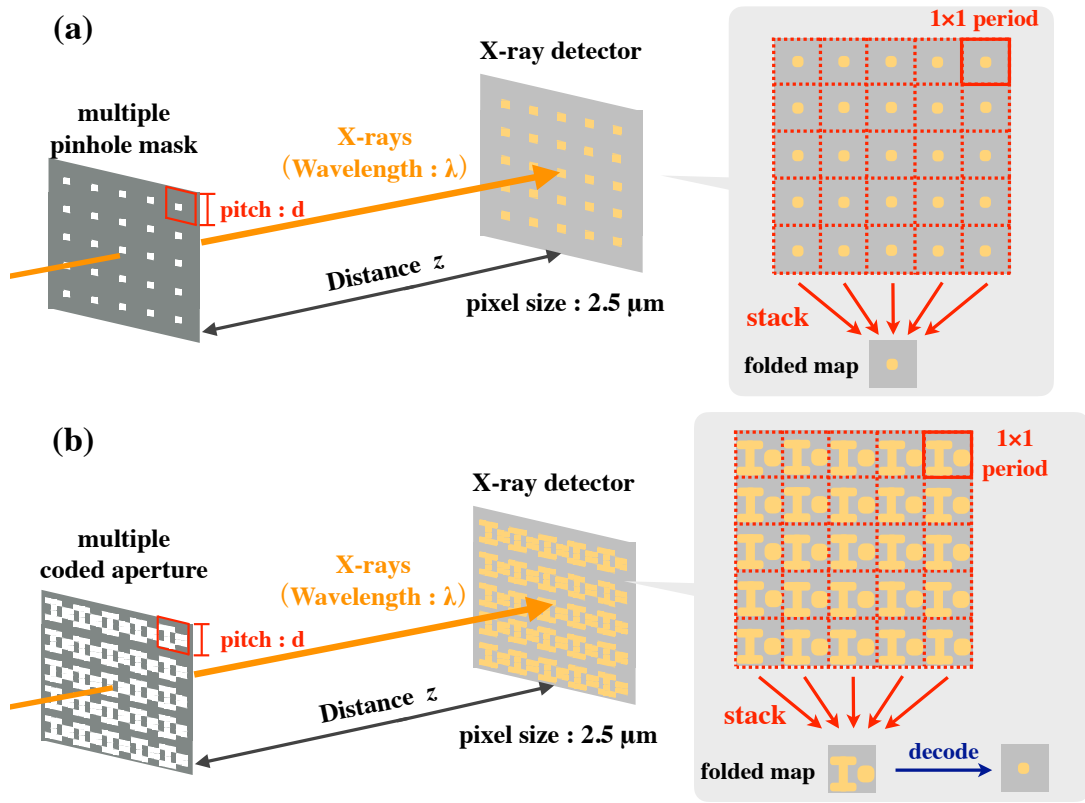 (a)
X-ray detector
multiple
pinhole mask
X-rays
(Wavelength : λ)
pitch : d
Distance z
pixel size : 2.5 μm
1×1 period
stack
folded map
(b)
X-ray detector
multiple
coded aperture
X-rays
(Wavelength : λ)
pitch : d
Distance z
pixel size : 2.5 μm
1×1
period
stack
folded map
decode